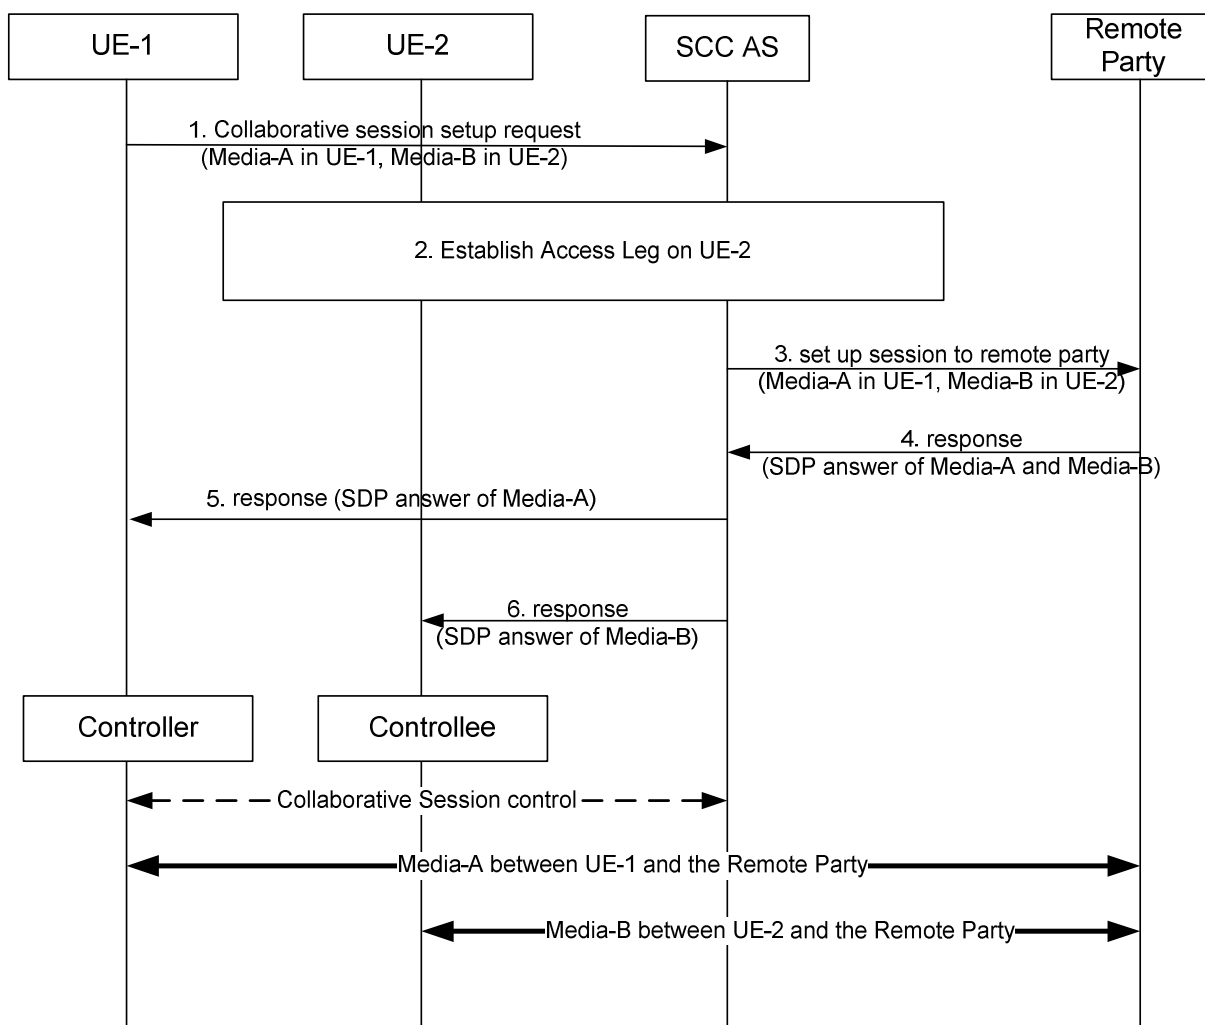 UE-1
UE-2
SCC AS
Remote
Party
1. Collaborative session setup request
(Media-A in UE-1, Media-B in UE-2)
2. Establish Access Leg on UE-2
3. set up session to remote party
(Media-A in UE-1, Media-B in UE-2)
4. response
(SDP answer of Media-A and Media-B)
5. response (SDP answer of Media-A)
6. response
(SDP answer of Media-B)
Controller
Controllee
Collaborative Session control
Media-A between UE-1 and the Remote Party
Media-B between UE-2 and the Remote Party